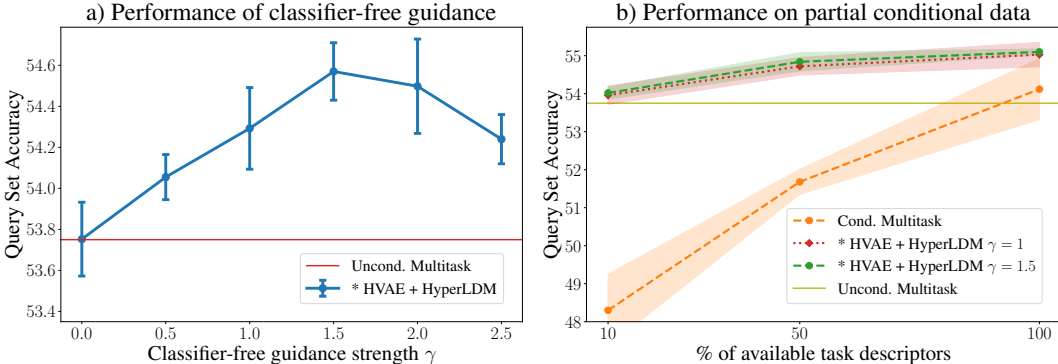 a) Performance of classifier-free guidance
Query Set Accuracy
54.6
54.4
54.2
54.0
53.8
53.6
53.4
0.0 0.5 1.0 1.5 2.0 2.5
Classifier-free guidance strength γ
Uncond. Multitask
* HVAE + HyperLDM
b) Performance on partial conditional data
Query Set Accuracy
55
54
53
52
51
50
49
48
10 50 100
% of available task descriptors
Cond. Multitask
* HVAE + HyperLDM γ = 1
* HVAE + HyperLDM γ = 1.5
Uncond. Multitask